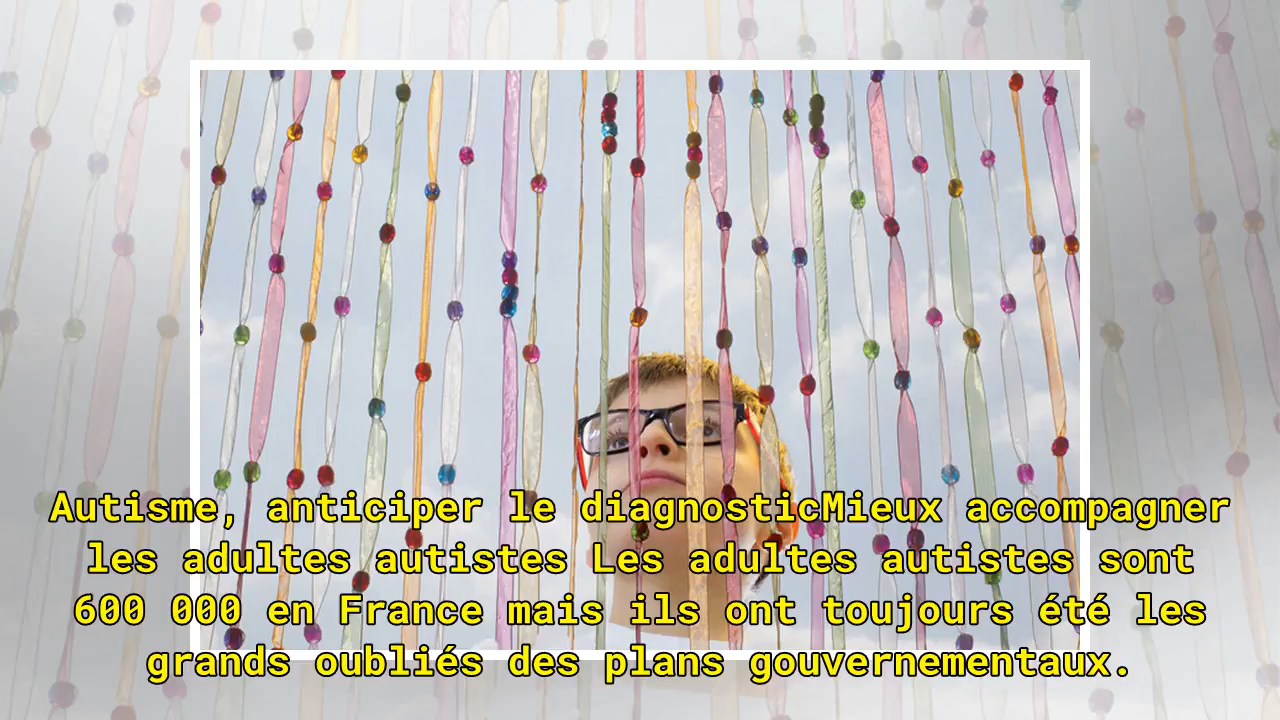 Autisme, anticiper le diagnosticMieux accompagner
les adultes autistes Les adultes autistes sont
600 000 en France mais ils ont toujours été les
grands oubliés des plans gouvernementaux.